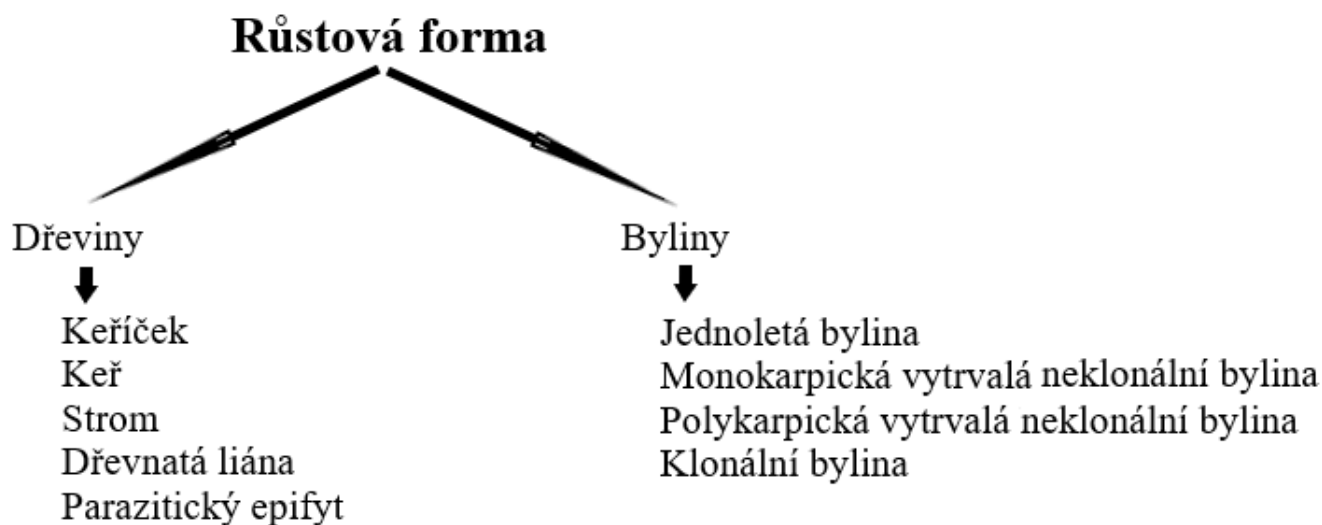 Růstová forma
Dřeviny
Keříček
Keř
Strom
Dřevnatá liána
Parazitický epifyt
Byliny
Jednoletá bylina
Monokarpická vytrvalá neklonální bylina
Polykarpická vytrvalá neklonální bylina
Klonální bylina